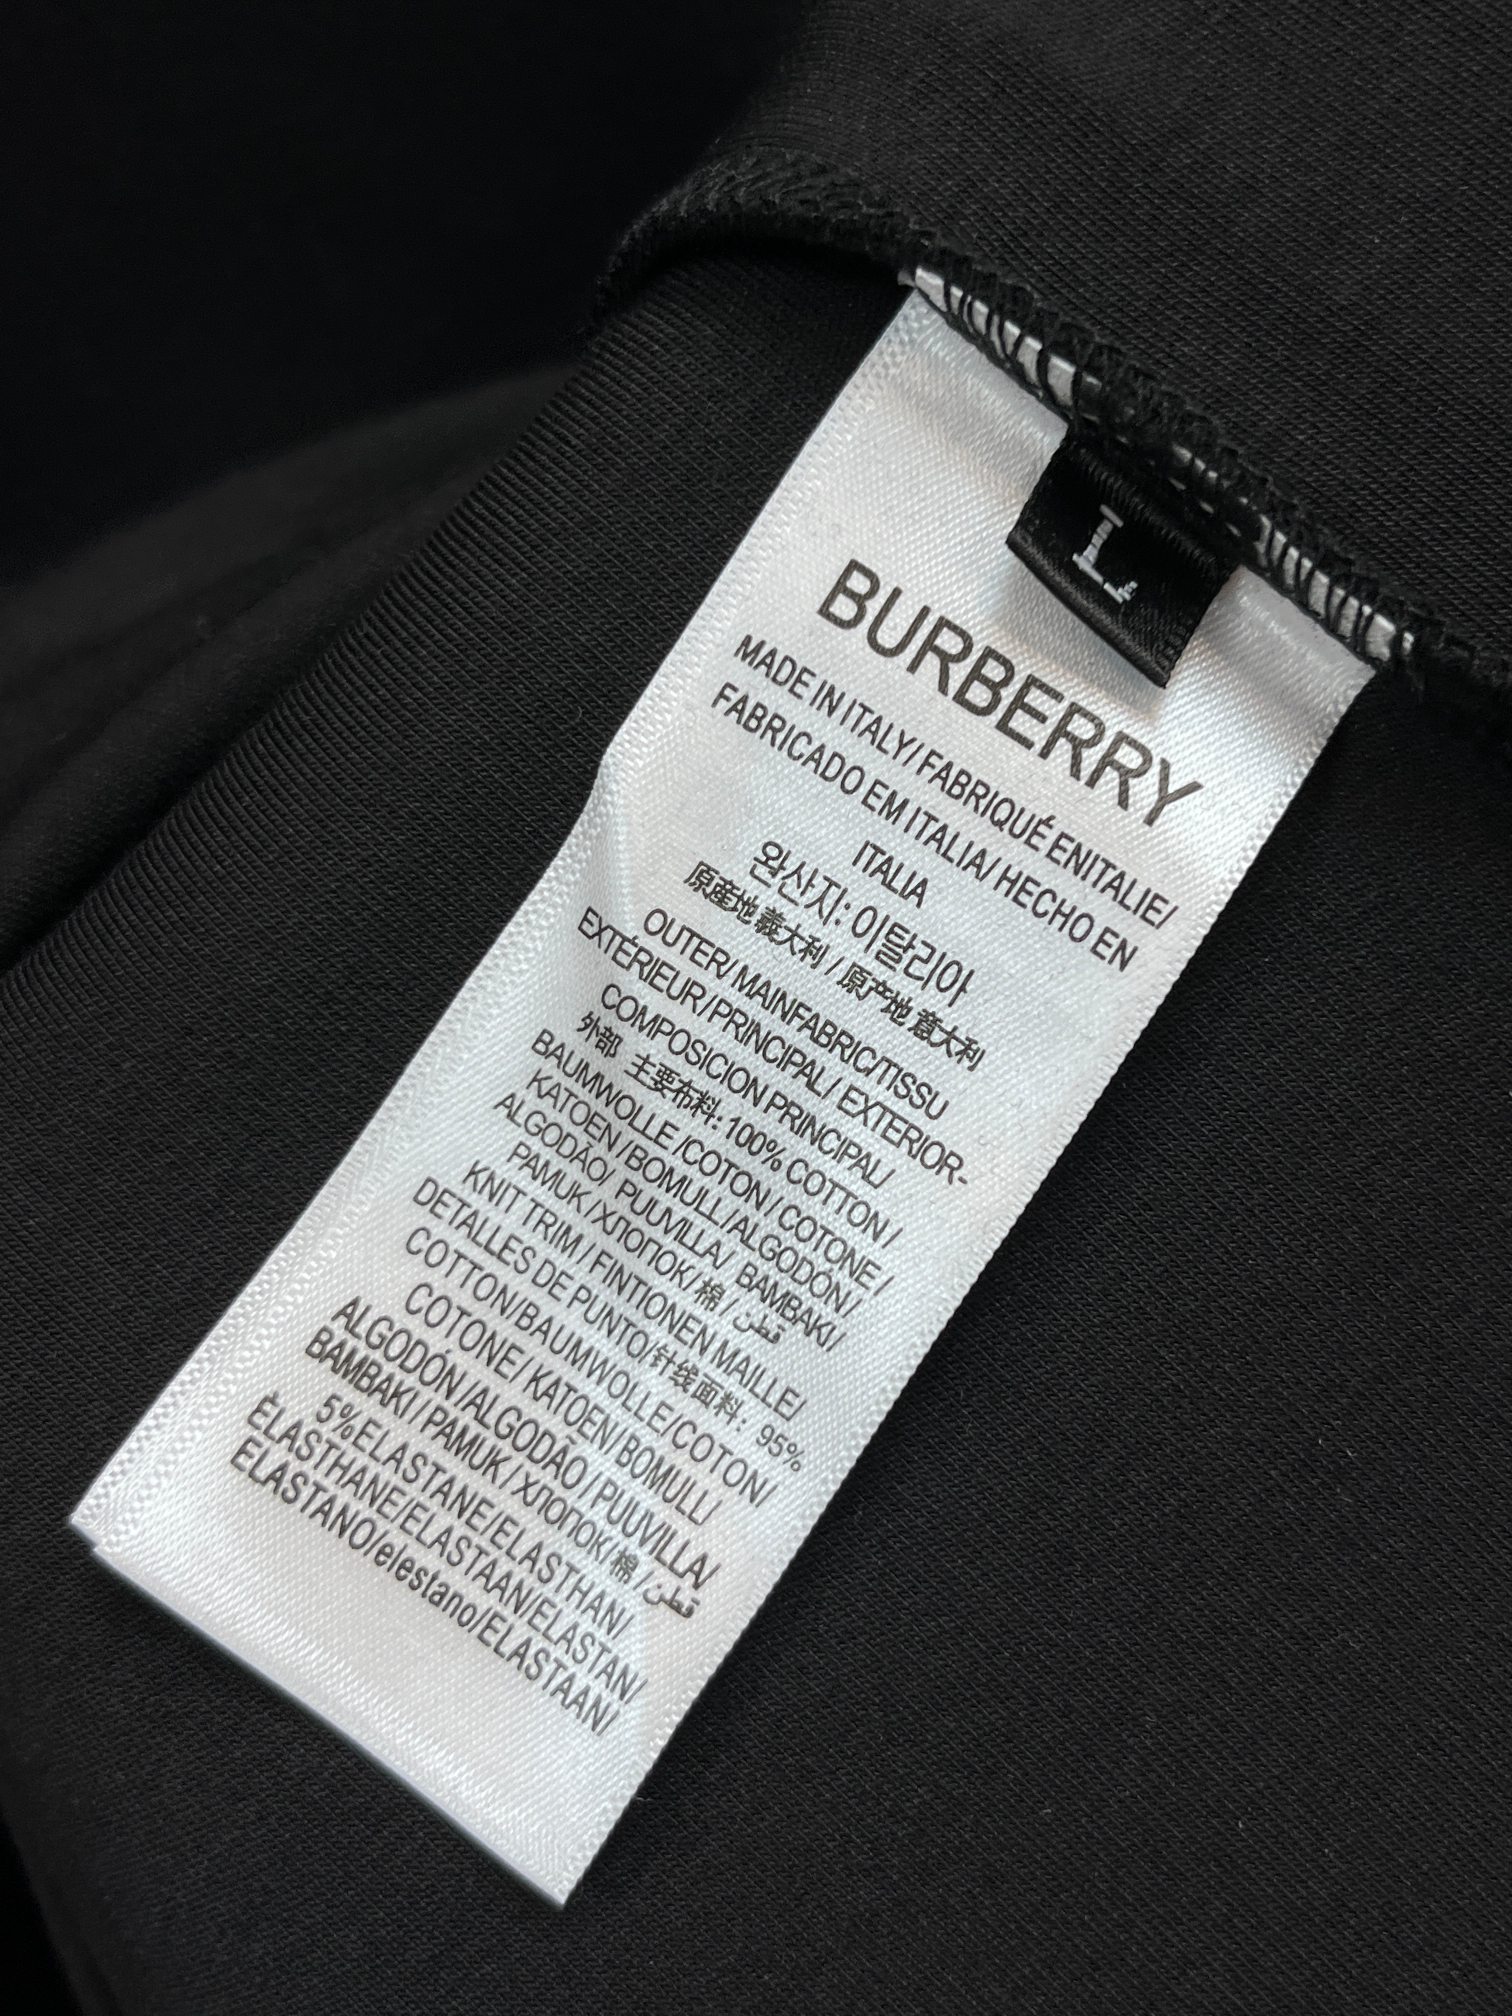 L
BURBERRY
MADE IN ITALY/ FABRIQUÉ ENITALIE/
FABRICADO EM ITALIA/ HECHO EN
ITALIA
완산지: 이탈리아
原產地 義大利 / 原产地 意大利
OUTER/ MAINFABRIC/TISSU
EXTÉRIEUR/PRINCIPAL/ EXTERIOR-
COMPOSICION PRINCIPAL/
外部 主要布料: 100% COTTON /
BAUMWOLLE /COTON / COTONE /
KATOEN /BOMULL/ALGODÓN/
ALGODÃO/ PUUVILLA/ BAMBAKI/
PAMUK /ХЛОПОК/ 棉 / قطن
KNIT TRIM / FINTIONEN MAILLE/
DETALLES DE PUNTO/针线面料: 95%
COTTON/BAUMWOLLE/COTON/
COTONE/ KATOEN/ BOMULL/
ALGODÓN /ALGODÃO / PUUVILLA/
BAMBAKI / PAMUK / ХЛОПОК/ 棉 / قطن
5%ELASTANE/ELASTHAN/
ÉLASTHANE/ELASTAAN/ELASTAN/
ELASTANO/elestano/ELASTAAN/